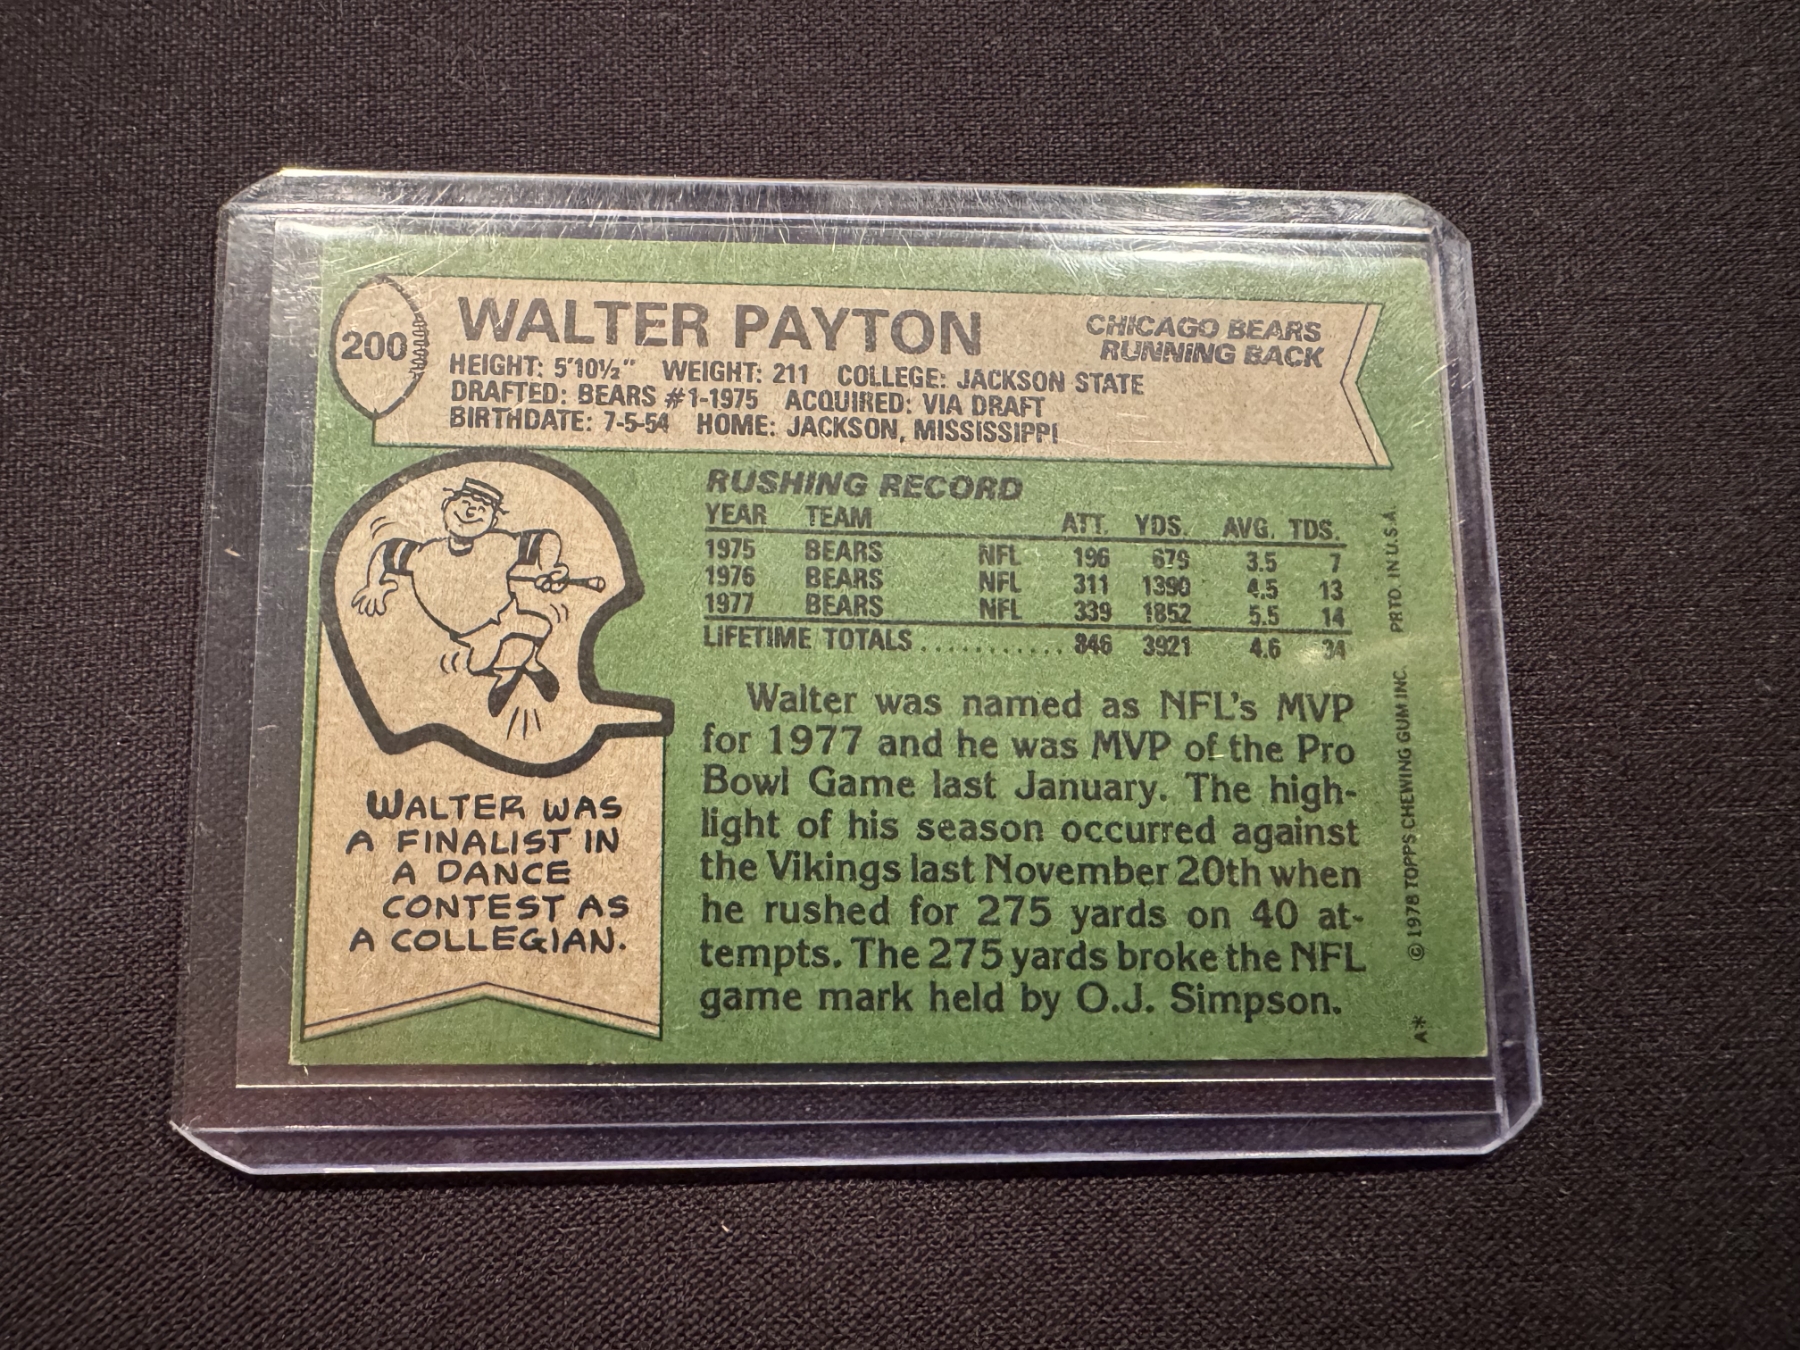 200
WALTER PAYTON
CHICAGO BEARS
RUNNING BACK
HEIGHT: 5'10½" WEIGHT: 211 COLLEGE: JACKSON STATE
DRAFTED: BEARS #1-1975 ACQUIRED: VIA DRAFT
BIRTHDATE: 7-5-54 HOME: JACKSON, MISSISSIPPI
RUSHING RECORD
YEAR TEAM ATT. YDS. AVG. TDS.
1975 BEARS NFL 196 679 3.5 7
1976 BEARS NFL 311 1390 4.5 13
1977 BEARS NFL 339 1852 5.5 14
LIFETIME TOTALS ............ 846 3921 4.6 34
Walter was named as NFL's MVP
for 1977 and he was MVP of the Pro
Bowl Game last January. The high-
light of his season occurred against
the Vikings last November 20th when
he rushed for 275 yards on 40 at-
tempts. The 275 yards broke the NFL
game mark held by O.J. Simpson.
WALTER WAS
A FINALIST IN
A DANCE
CONTEST AS
A COLLEGIAN.
© 1978 TOPPS CHEWING GUM INC. PRTD. IN U.S.A.
A*